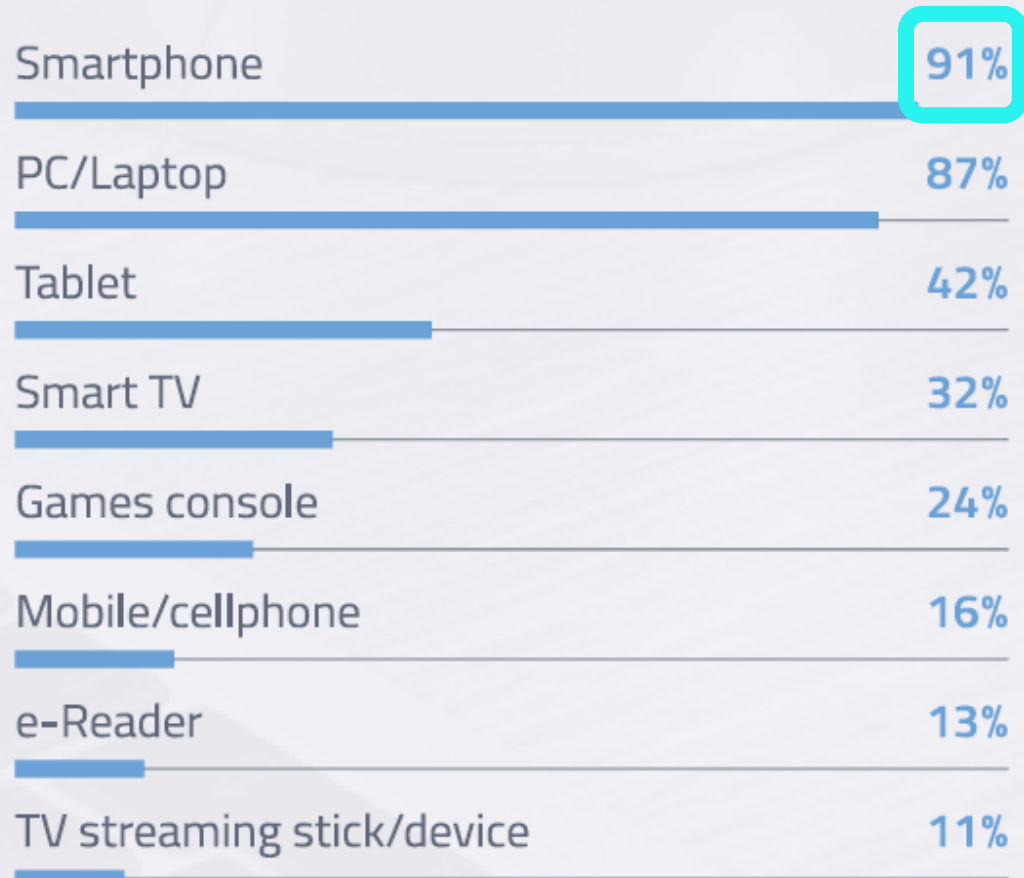 Smartphone 91%
PC/Laptop 87%
Tablet 42%
Smart TV 32%
Games console 24%
Mobile/cellphone 16%
e-Reader 13%
TV streaming stick/device 11%